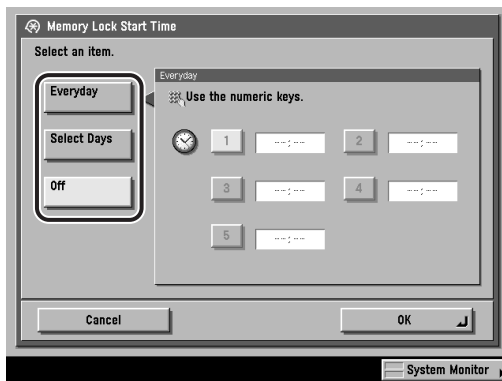 Memory Lock Start Time
Select an item.
Everyday
Select Days
Off
Everyday
Use the numeric keys.
1 --:-- 2 --:--
3 --:-- 4 --:--
5 --:--
Cancel OK
System Monitor